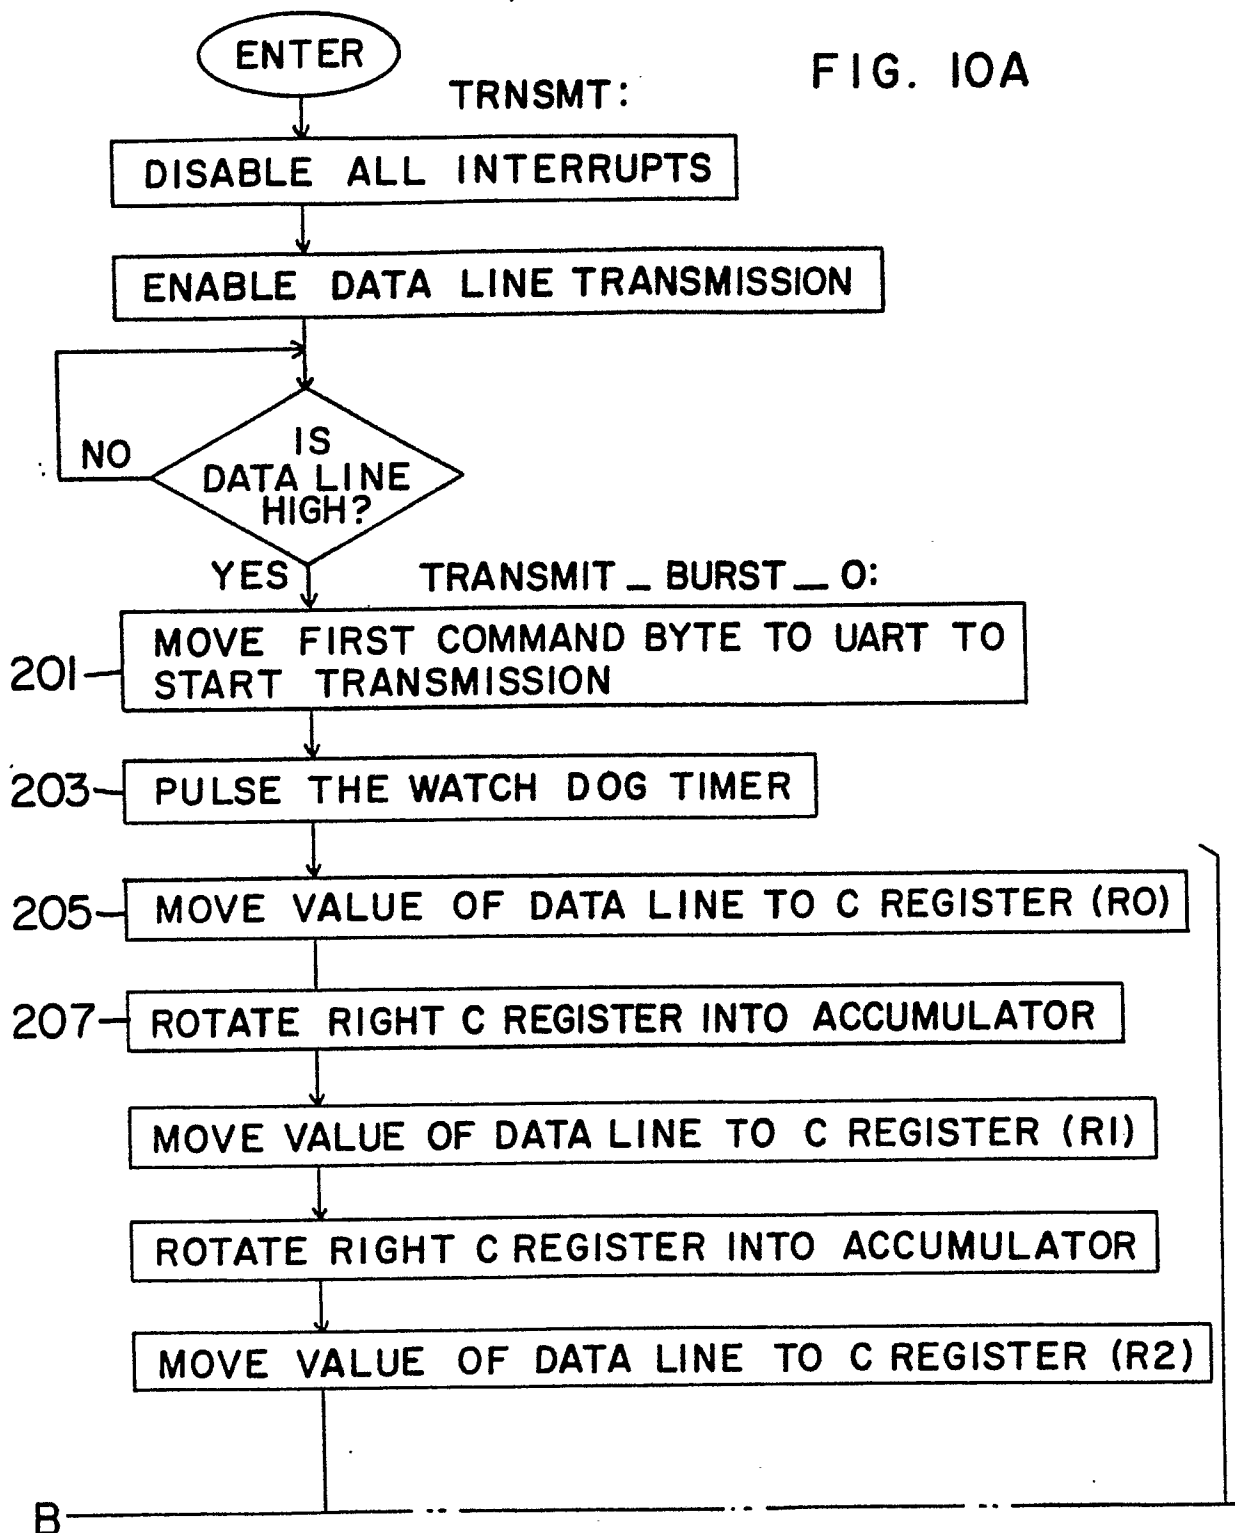 FIG. 10A
ENTER
TRNSMT:
DISABLE ALL INTERRUPTS
ENABLE DATA LINE TRANSMISSION
IS
DATA LINE
HIGH?
NO
YES
TRANSMIT _ BURST _ 0:
201
MOVE FIRST COMMAND BYTE TO UART TO
START TRANSMISSION
203
PULSE THE WATCH DOG TIMER
205
MOVE VALUE OF DATA LINE TO C REGISTER (R0)
207
ROTATE RIGHT C REGISTER INTO ACCUMULATOR
MOVE VALUE OF DATA LINE TO C REGISTER (R1)
ROTATE RIGHT C REGISTER INTO ACCUMULATOR
MOVE VALUE OF DATA LINE TO C REGISTER (R2)
B